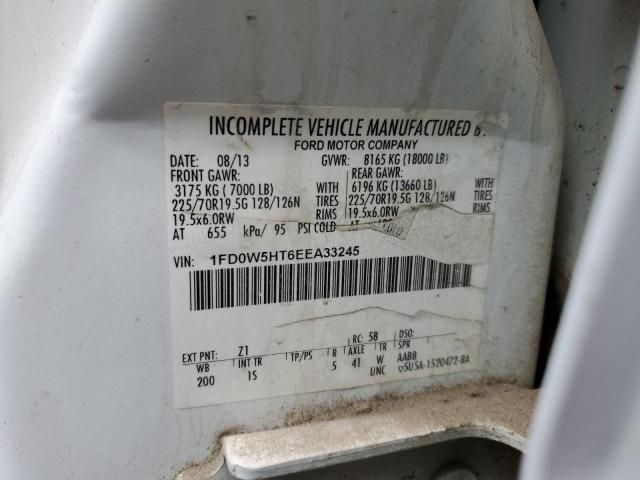 INCOMPLETE VEHICLE MANUFACTURED B
FORD MOTOR COMPANY
DATE: 08/13 GVWR: 8165 KG (18000 LB)
FRONT GAWR: REAR GAWR:
3175 KG ( 7000 LB) WITH 6196 KG (13660 LB) WITH
225/70R19.5G 128/126N TIRES 225/70R19.5G 128/126N TIRES
19.5x6.0RW RIMS 19.5x6.0RW RIMS
AT 655 kPa/ 95 PSI COLD COLD
VIN: 1FD0W5HT6EEA33245
RC: 5B DSO:
EXT PNT: Z1
WB INT TR TP/PS R AXLE TR SPR
200 1S 5 41 W AABB
UNC 5U5A-1520472-BA